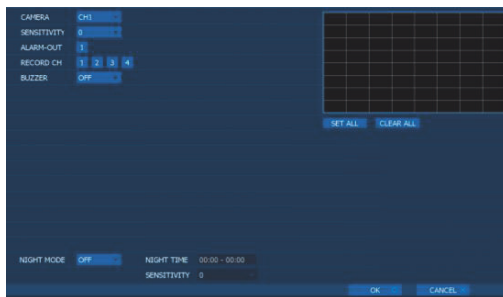 CAMERA CH1
SENSITIVITY 0
ALARM-OUT 1
RECORD CH 1 2 3 4
BUZZER OFF
SET ALL CLEAR ALL
NIGHT MODE OFF NIGHT TIME 00:00 - 00:00
SENSITIVITY 0
OK CANCEL